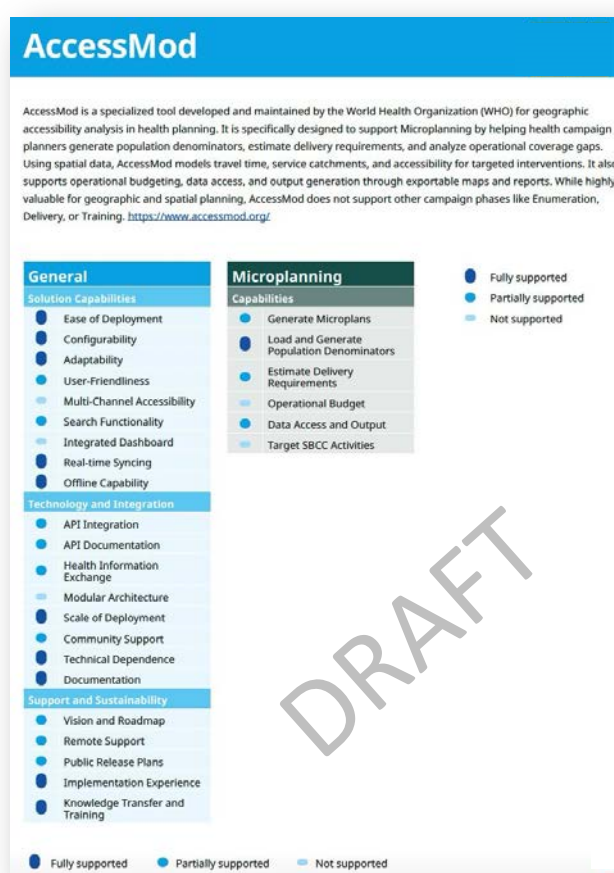 AccessMod
AccessMod is a specialized tool developed and maintained by the World Health Organization (WHO) for geographic
accessibility analysis in health planning. It is specifically designed to support Microplanning by helping health campaign
planners generate population denominators, estimate delivery requirements, and analyze operational coverage gaps.
Using spatial data, AccessMod models travel time, service catchments, and accessibility for targeted interventions. It also
supports operational budgeting, data access, and output generation through exportable maps and reports. While highly
valuable for geographic and spatial planning, AccessMod does not support other campaign phases like Enumeration,
Delivery, or Training. https://www.accessmod.org/
General
Solution Capabilities
Ease of Deployment
Configurability
Adaptability
User-Friendliness
Multi-Channel Accessibility
Search Functionality
Integrated Dashboard
Real-time Syncing
Offline Capability
Technology and Integration
API Integration
API Documentation
Health Information
Exchange
Modular Architecture
Scale of Deployment
Community Support
Technical Dependence
Documentation
Support and Sustainability
Vision and Roadmap
Remote Support
Public Release Plans
Implementation Experience
Knowledge Transfer and
Training
Microplanning
Capabilities
Generate Microplans
Load and Generate
Population Denominators
Estimate Delivery
Requirements
Operational Budget
Data Access and Output
Target SBCC Activities
Fully supported
Partially supported
Not supported
DRAFT
Fully supported
Partially supported
Not supported